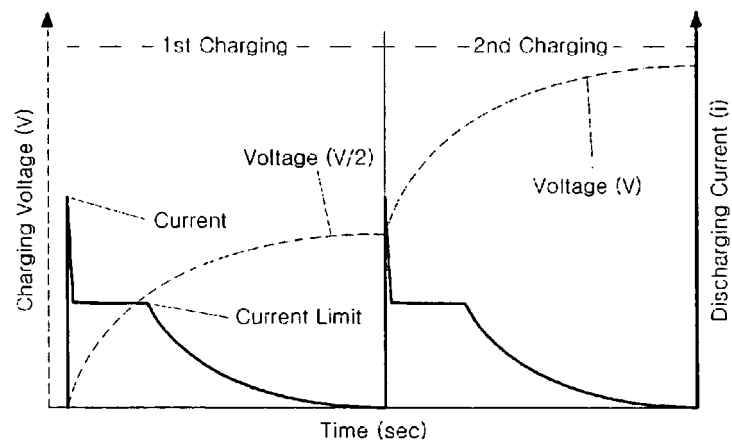 1st Charging
2nd Charging
Charging Voltage (V)
Discharging Current (i)
Voltage (V/2)
Voltage (V)
Current
Current Limit
Time (sec)